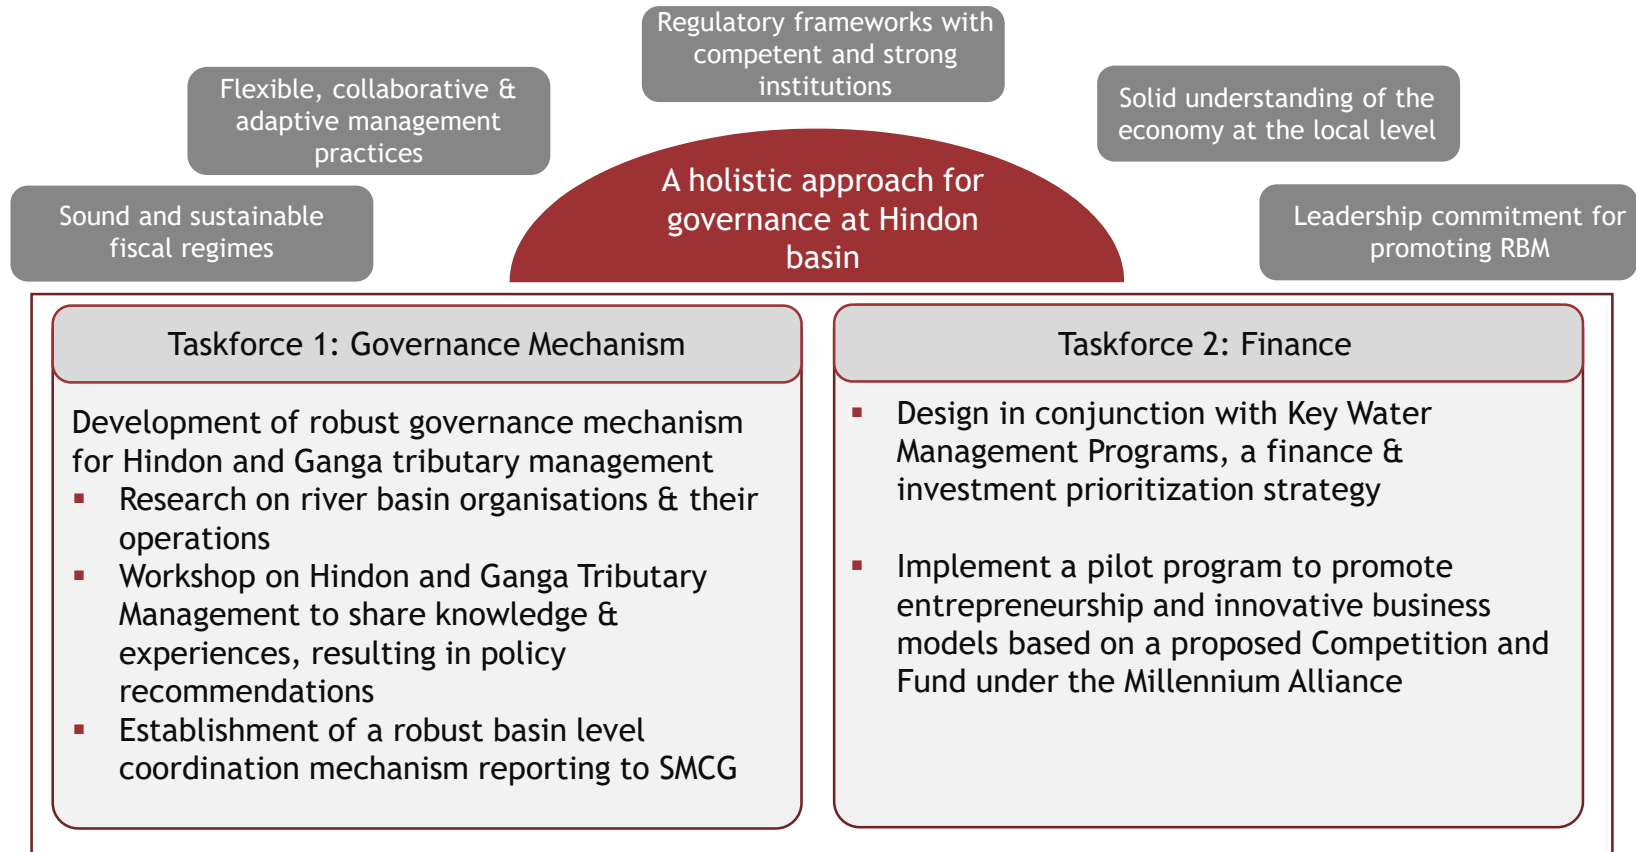 Regulatory frameworks with
competent and strong
institutions
Flexible, collaborative &
adaptive management
practices
Solid understanding of the
economy at the local level
Sound and sustainable
fiscal regimes
A holistic approach for
governance at Hindon
basin
Leadership commitment for
promoting RBM
Taskforce 1: Governance Mechanism
Development of robust governance mechanism
for Hindon and Ganga tributary management
▪ Research on river basin organisations & their
operations
▪ Workshop on Hindon and Ganga Tributary
Management to share knowledge &
experiences, resulting in policy
recommendations
▪ Establishment of a robust basin level
coordination mechanism reporting to SMCG
Taskforce 2: Finance
▪ Design in conjunction with Key Water
Management Programs, a finance &
investment prioritization strategy
▪ Implement a pilot program to promote
entrepreneurship and innovative business
models based on a proposed Competition and
Fund under the Millennium Alliance